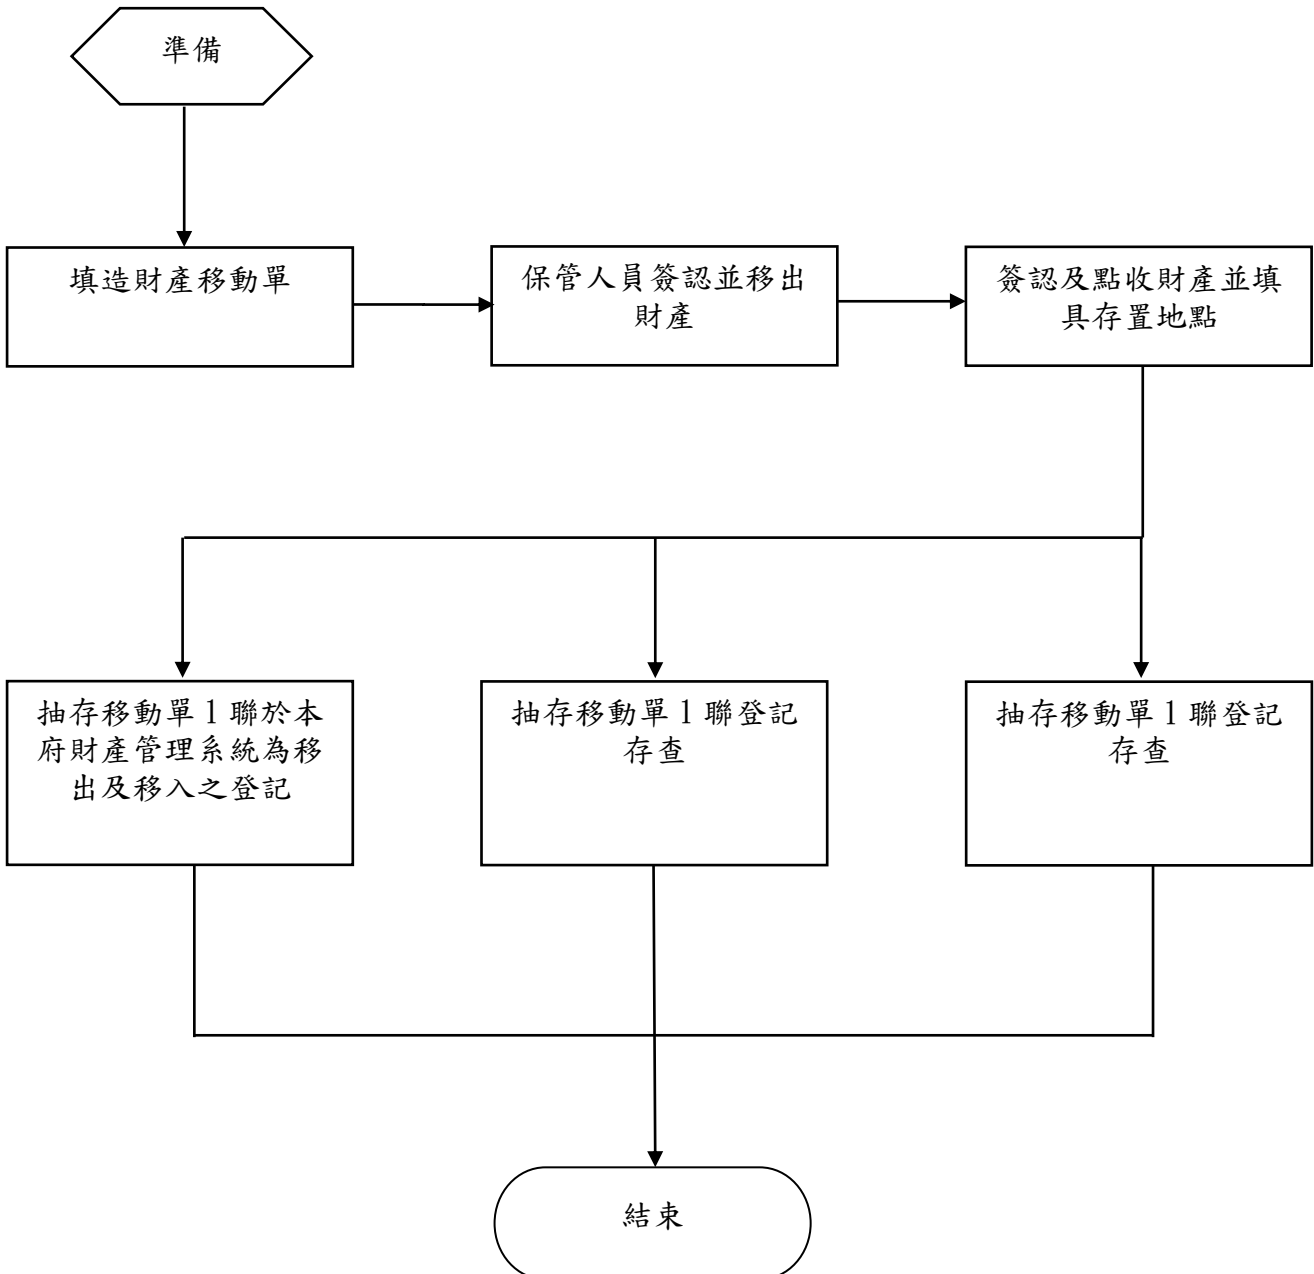 準備
填造財產移動單
保管人員簽認並移出
財產
簽認及點收財產並填
具存置地點
抽存移動單1聯於本
府財產管理系統為移
出及移入之登記
抽存移動單1聯登記
存查
抽存移動單1聯登記
存查
結束